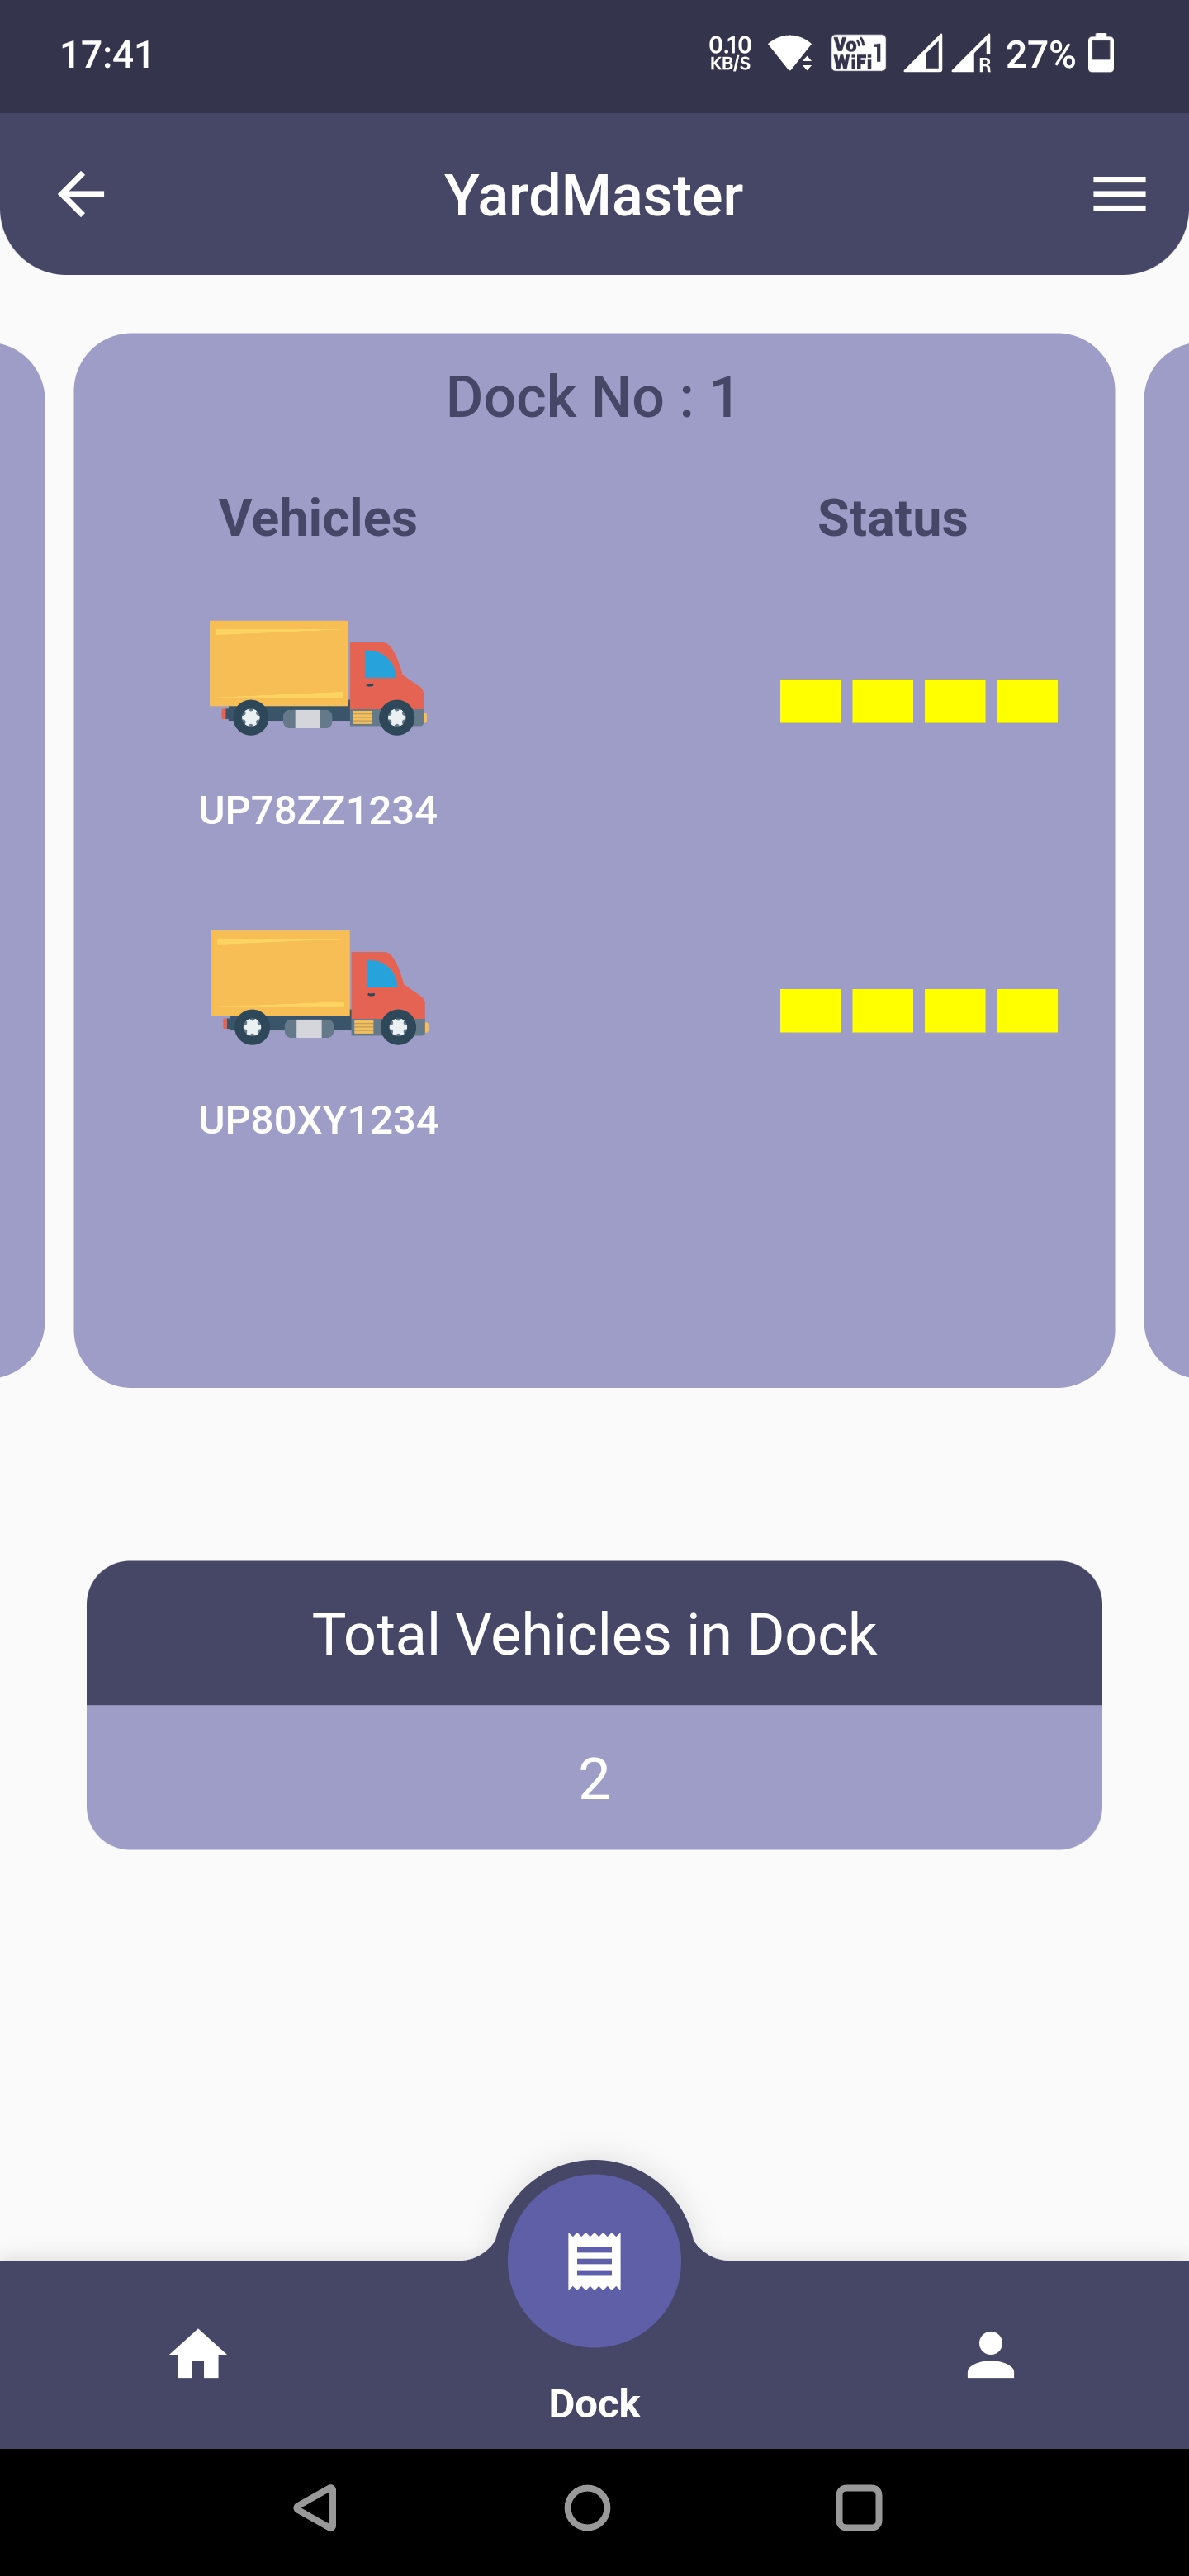 17:41
0.10
KB/S
Vo
WiFi 1
R
27%
YardMaster
Dock No : 1
Vehicles Status
UP78ZZ1234
UP80XY1234
Total Vehicles in Dock
2
Dock